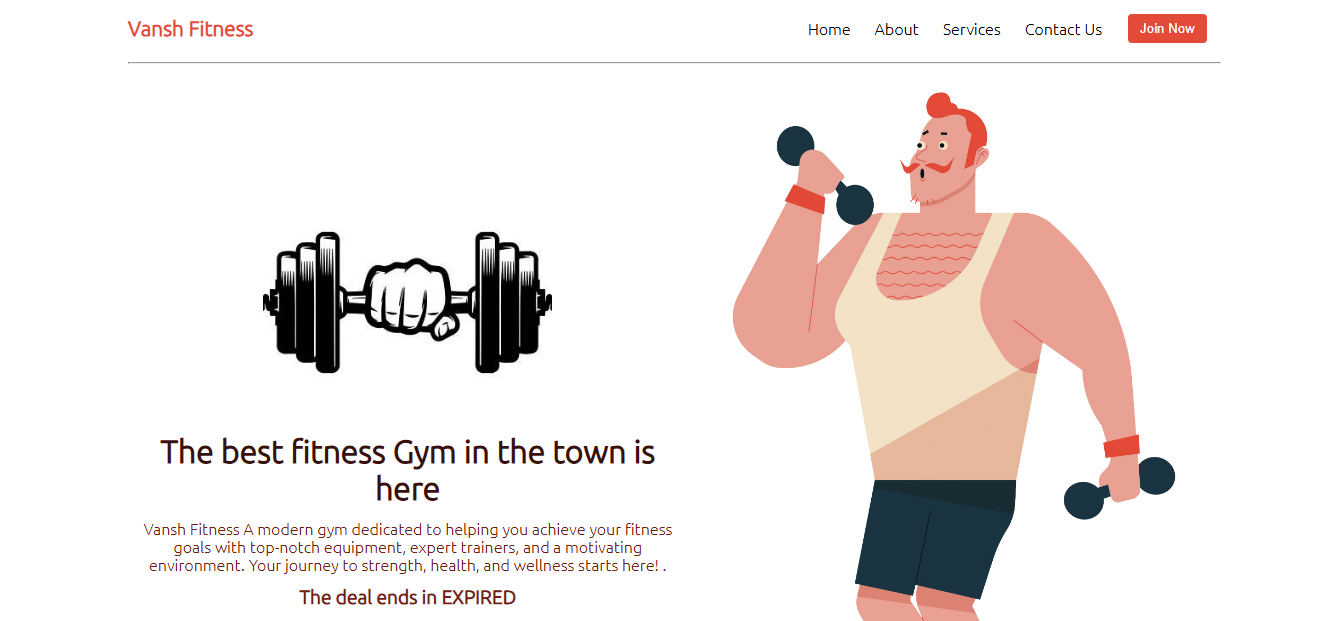 Vansh Fitness
Home About Services Contact Us Join Now
The best fitness Gym in the town is
here
Vansh Fitness A modern gym dedicated to helping you achieve your fitness
goals with top-notch equipment, expert trainers, and a motivating
environment. Your journey to strength, health, and wellness starts here! .
The deal ends in EXPIRED